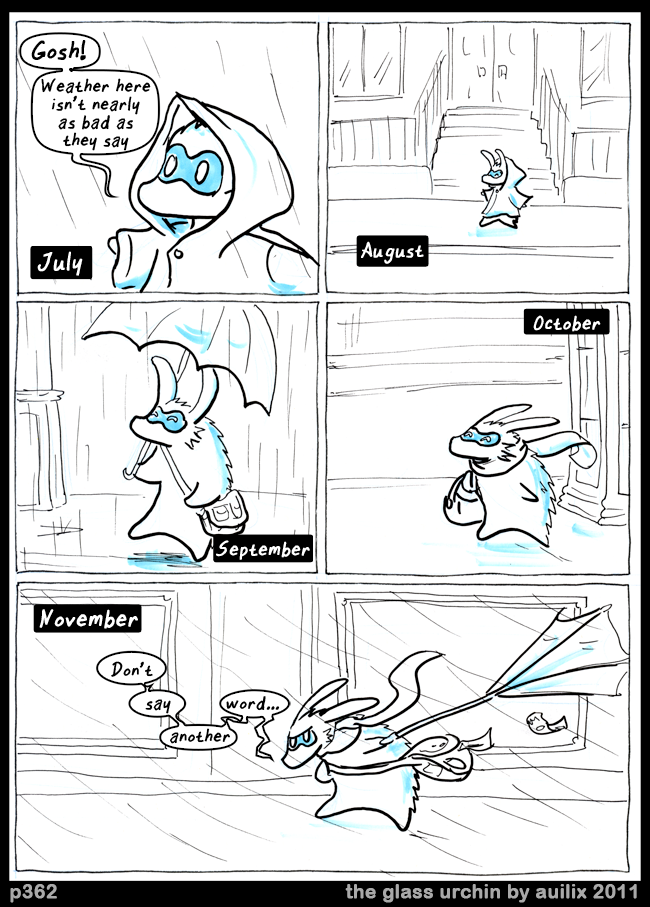 Gosh!
Weather here
isn't nearly
as bad as
they say
July
August
September
October
November
Don't
say
another
word...
p362
the glass urchin by auilix 2011